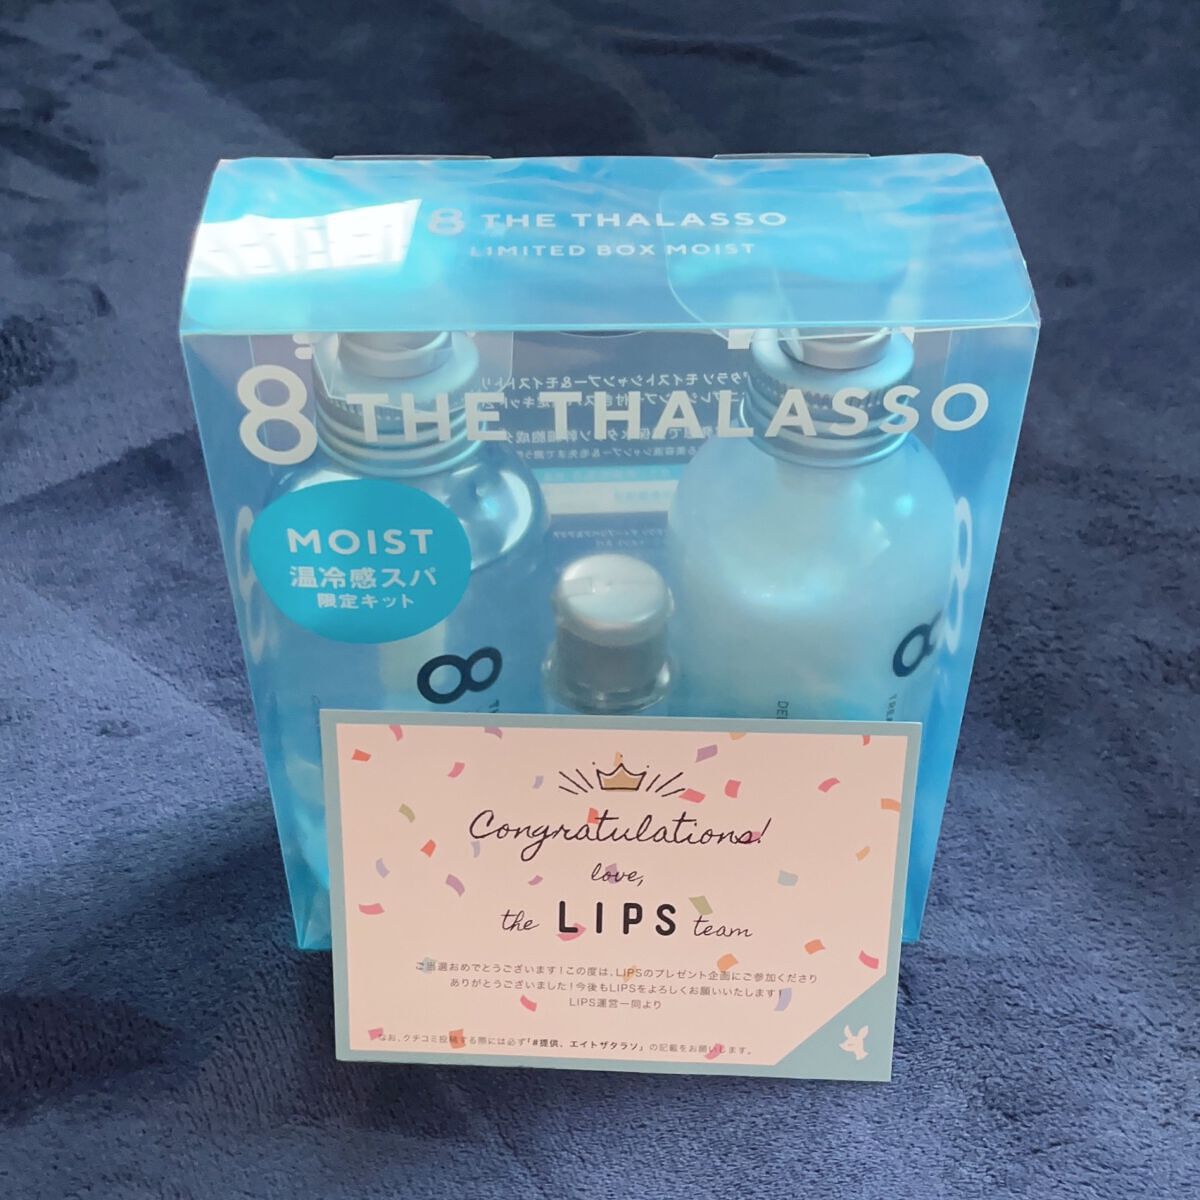 8 THE THALASSO
LIMITED BOX MOIST
8 THE THALASSO
MOIST
温冷感スパ
限定キット
8
8
Congratulations!
love,
the LIPS team
ご当選おめでとうございます！この度は、LIPSのプレゼント企画にご参加くださり
ありがとうございました！今後もLIPSをよろしくお願いいたします！
LIPS運営一同より
なお、クチコミ投稿する際には必ず「#提供、エイトザタラソ」の記載をお願いします。